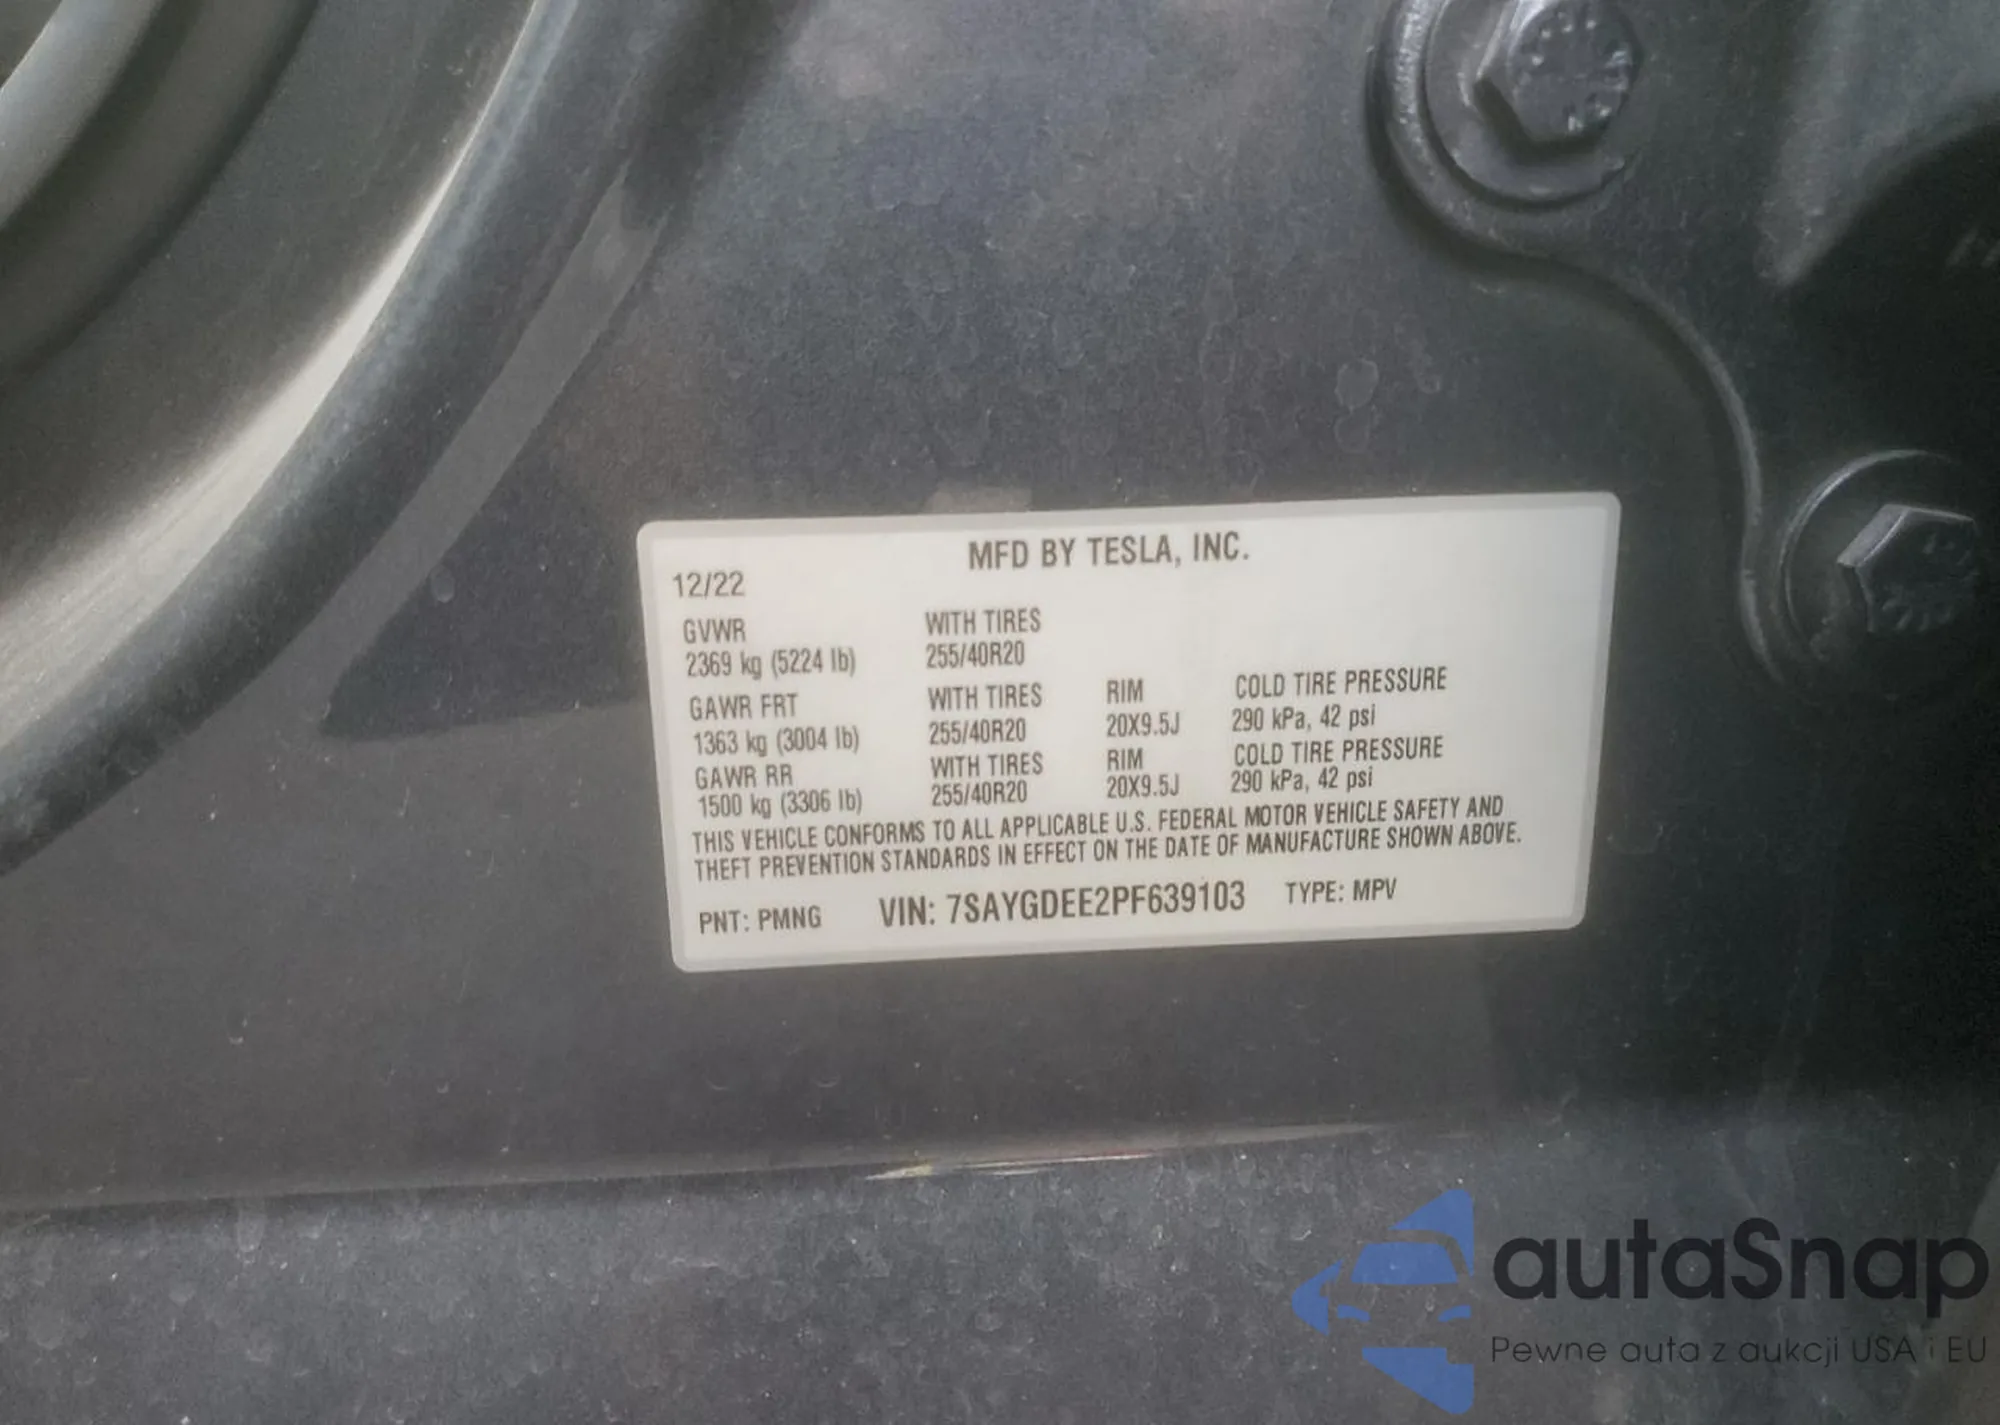 MFD BY TESLA, INC.
12/22
GVWR WITH TIRES
2369 kg (5224 lb) 255/40R20
GAWR FRT WITH TIRES RIM COLD TIRE PRESSURE
1363 kg (3004 lb) 255/40R20 20X9.5J 290 kPa, 42 psi
GAWR RR WITH TIRES RIM COLD TIRE PRESSURE
1500 kg (3306 lb) 255/40R20 20X9.5J 290 kPa, 42 psi
THIS VEHICLE CONFORMS TO ALL APPLICABLE U.S. FEDERAL MOTOR VEHICLE SAFETY AND
THEFT PREVENTION STANDARDS IN EFFECT ON THE DATE OF MANUFACTURE SHOWN ABOVE.
PNT: PMNG VIN: 7SAYGDEE2PF639103 TYPE: MPV
autaSnap
Pewne auta z aukcji USA i EU